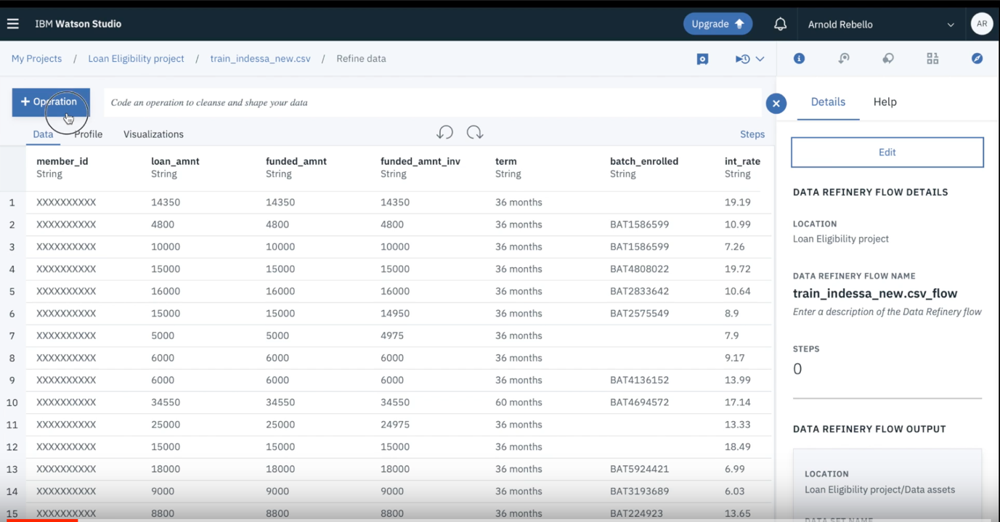 IBM Watson Studio
Upgrade
Arnold Rebello
AR
My Projects / Loan Eligibility project / train_indessa_new.csv / Refine data
+ Operation
Code an operation to cleanse and shape your data
Data Profile Visualizations
Steps
member_id loan_amnt funded_amnt funded_amnt_inv term batch_enrolled int_rate
String String String String String String String
1 XXXXXXXXXX 14350 14350 14350 36 months 19.19
2 XXXXXXXXXX 4800 4800 4800 36 months BAT1586599 10.99
3 XXXXXXXXXX 10000 10000 10000 36 months BAT1586599 7.26
4 XXXXXXXXXX 15000 15000 15000 36 months BAT4808022 19.72
5 XXXXXXXXXX 16000 16000 16000 36 months BAT2833642 10.64
6 XXXXXXXXXX 15000 15000 14950 36 months BAT2575549 8.9
7 XXXXXXXXXX 5000 5000 4975 36 months 7.9
8 XXXXXXXXXX 6000 6000 6000 36 months 9.17
9 XXXXXXXXXX 6000 6000 6000 36 months BAT4136152 13.99
10 XXXXXXXXXX 34550 34550 34550 60 months BAT4694572 17.14
11 XXXXXXXXXX 25000 25000 24975 36 months 13.33
12 XXXXXXXXXX 15000 15000 15000 36 months 18.49
13 XXXXXXXXXX 18000 18000 18000 36 months BAT5924421 6.99
14 XXXXXXXXXX 9000 9000 9000 36 months BAT3193689 6.03
15 XXXXXXXXXX 8800 8800 8800 36 months BAT224923 13.65
Details Help
Edit
DATA REFINERY FLOW DETAILS
LOCATION
Loan Eligibility project
DATA REFINERY FLOW NAME
train_indessa_new.csv_flow
Enter a description of the Data Refinery flow
STEPS
0
DATA REFINERY FLOW OUTPUT
LOCATION
Loan Eligibility project/Data assets
DATA SET NAME